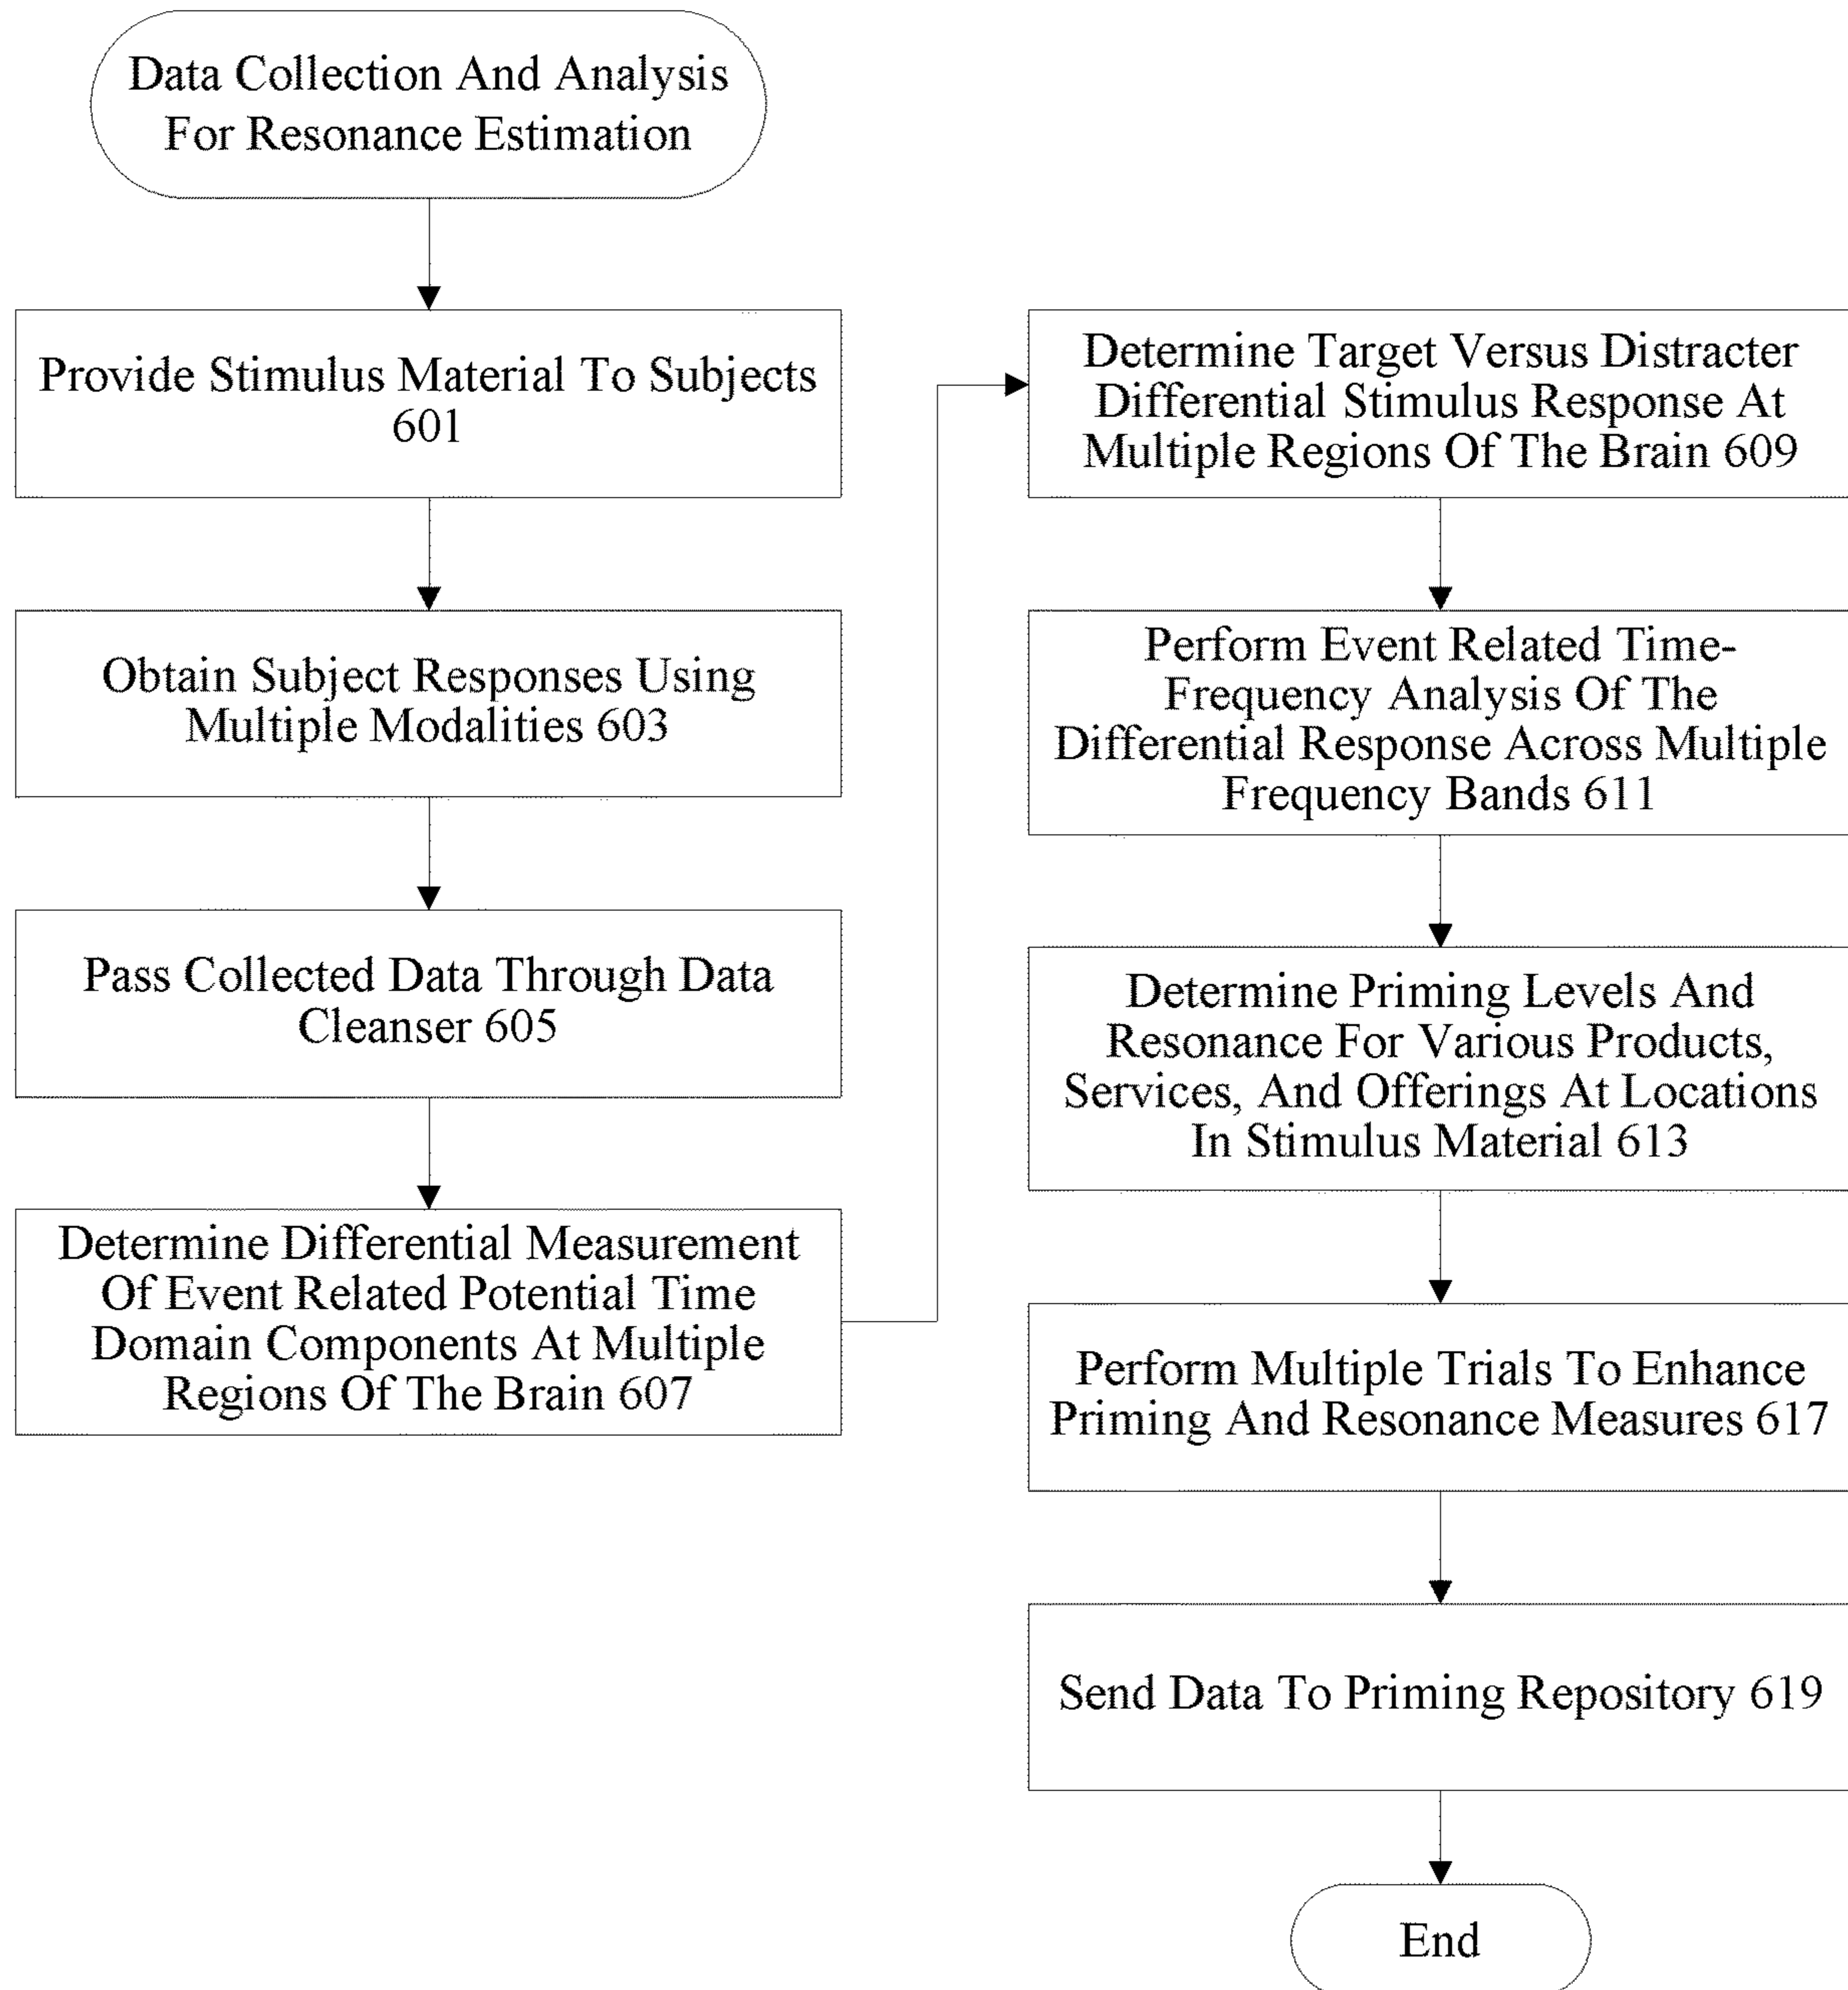 Data Collection And Analysis
For Resonance Estimation
Provide Stimulus Material To Subjects
601
Obtain Subject Responses Using
Multiple Modalities 603
Pass Collected Data Through Data
Cleanser 605
Determine Differential Measurement
Of Event Related Potential Time
Domain Components At Multiple
Regions Of The Brain 607
Determine Target Versus Distracter
Differential Stimulus Response At
Multiple Regions Of The Brain 609
Perform Event Related Time-
Frequency Analysis Of The
Differential Response Across Multiple
Frequency Bands 611
Determine Priming Levels And
Resonance For Various Products,
Services, And Offerings At Locations
In Stimulus Material 613
Perform Multiple Trials To Enhance
Priming And Resonance Measures 617
Send Data To Priming Repository 619
End